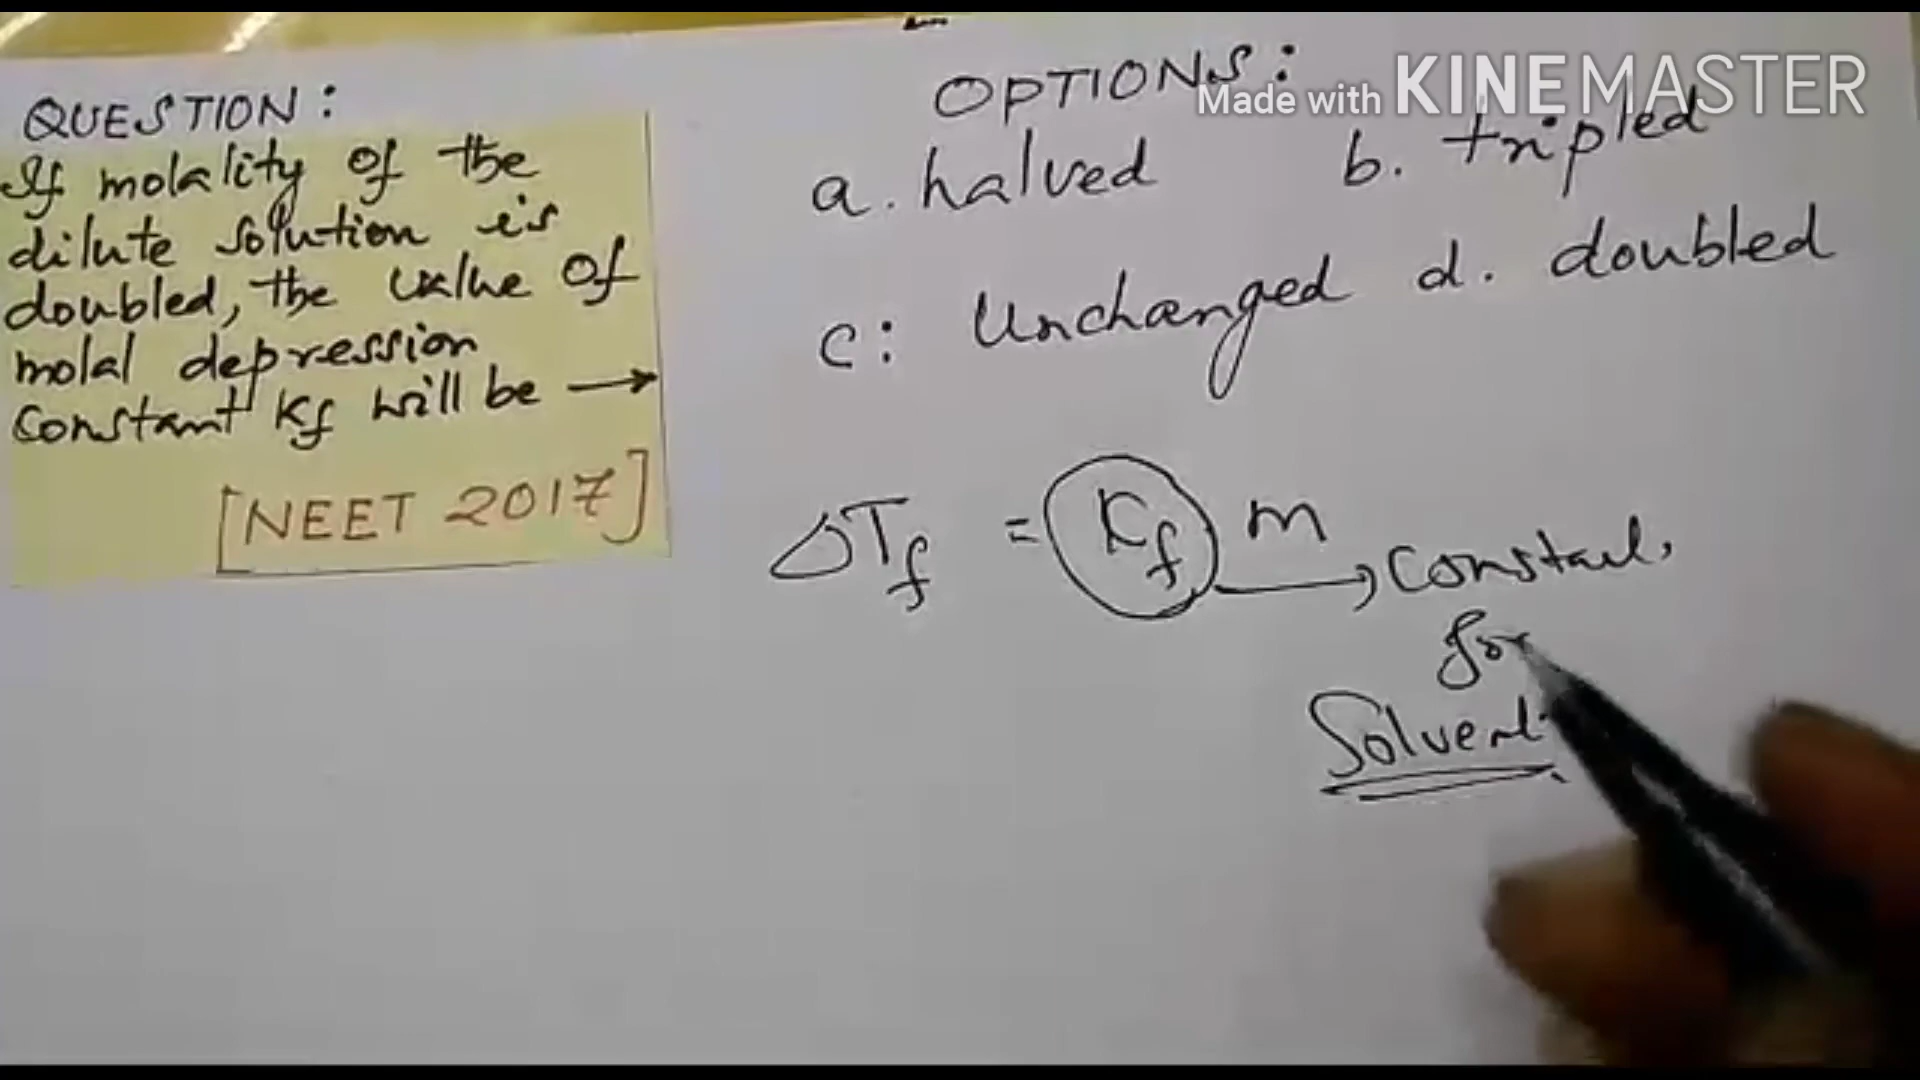 QUESTION:
If molality of the
dilute solution is
doubled, the value of
molal depression
constant Kf will be →
[NEET 2017]
OPTIONS:
Made with KINEMASTER
a. halved b. tripled
c: Unchanged d. doubled
ΔTf = Kf m
→ constant,
for
Solvent